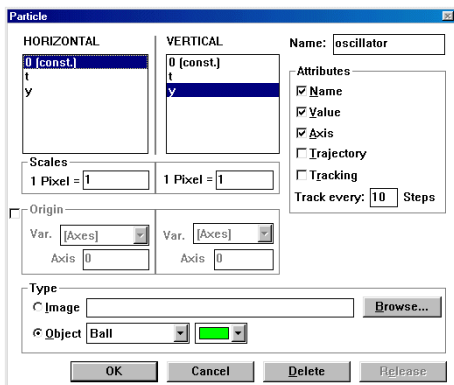 Particle
HORIZONTAL
VERTICAL
Name: oscillator
0 (const.)
t
y
0 (const.)
t
y
Attributes
Name
Value
Axis
Trajectory
Tracking
Track every: 10 Steps
Scales
1 Pixel = 1
1 Pixel = 1
Origin
Var. [Axes]
Var. [Axes]
Axis 0
Axis 0
Type
Image
Browse...
Object Ball
OK
Cancel
Delete
Release